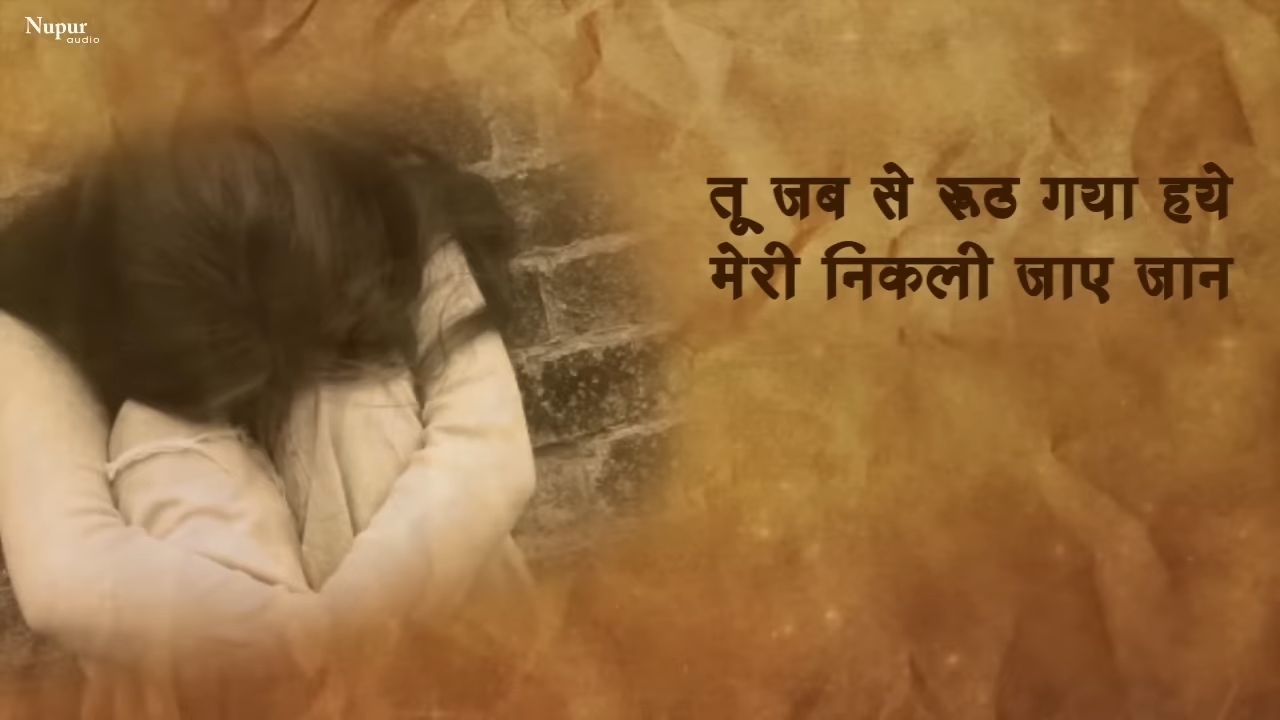 Nupur
audio
तू जब से रूठ गया हये
मेरी निकली जाए जान